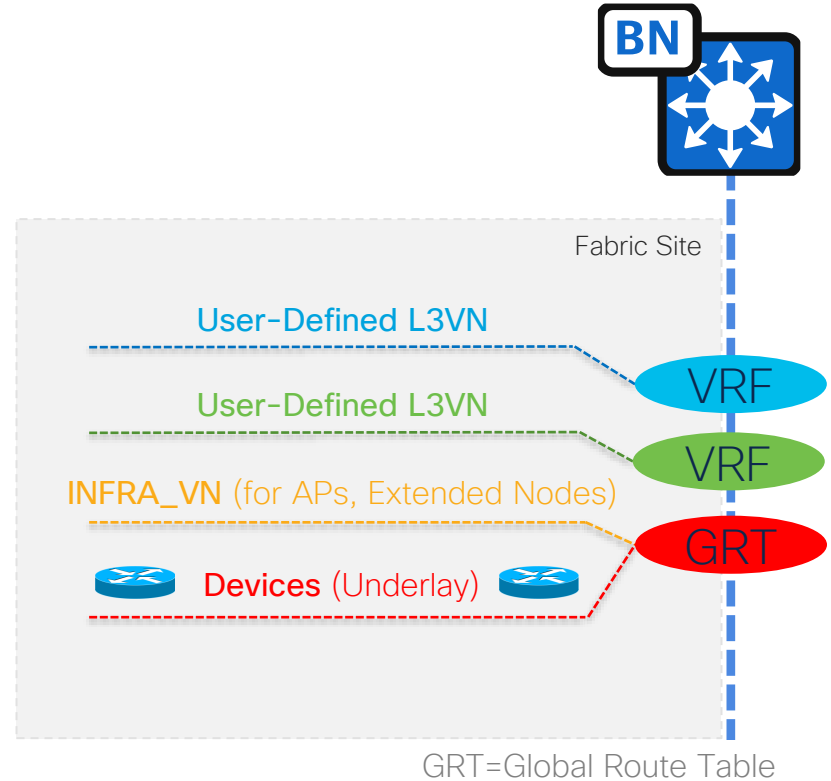 BN
Fabric Site
User-Defined L3VN
VRF
User-Defined L3VN
VRF
INFRA_VN (for APs, Extended Nodes)
GRT
Devices (Underlay)
GRT=Global Route Table